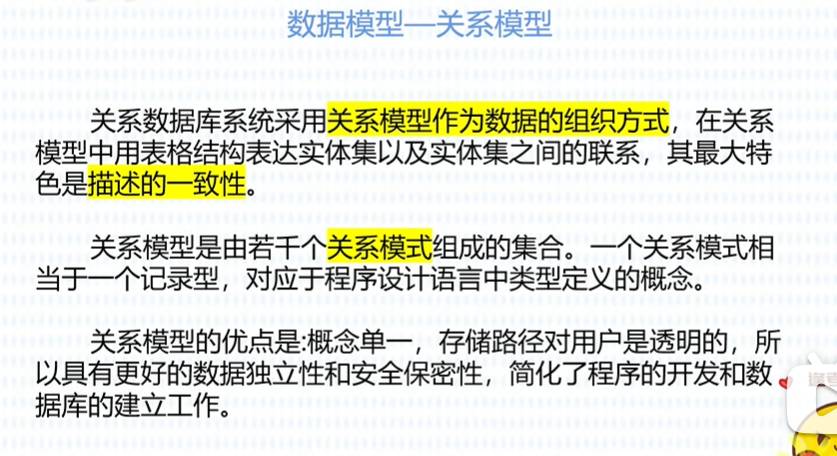 数据模型—关系模型
关系数据库系统采用关系模型作为数据的组织方式，在关系
模型中用表格结构表达实体集以及实体集之间的联系，其最大特
色是描述的一致性。
关系模型是由若干个关系模式组成的集合。一个关系模式相
当于一个记录型，对应于程序设计语言中类型定义的概念。
关系模型的优点是:概念单一，存储路径对用户是透明的，所
以具有更好的数据独立性和安全保密性，简化了程序的开发和数
据库的建立工作。